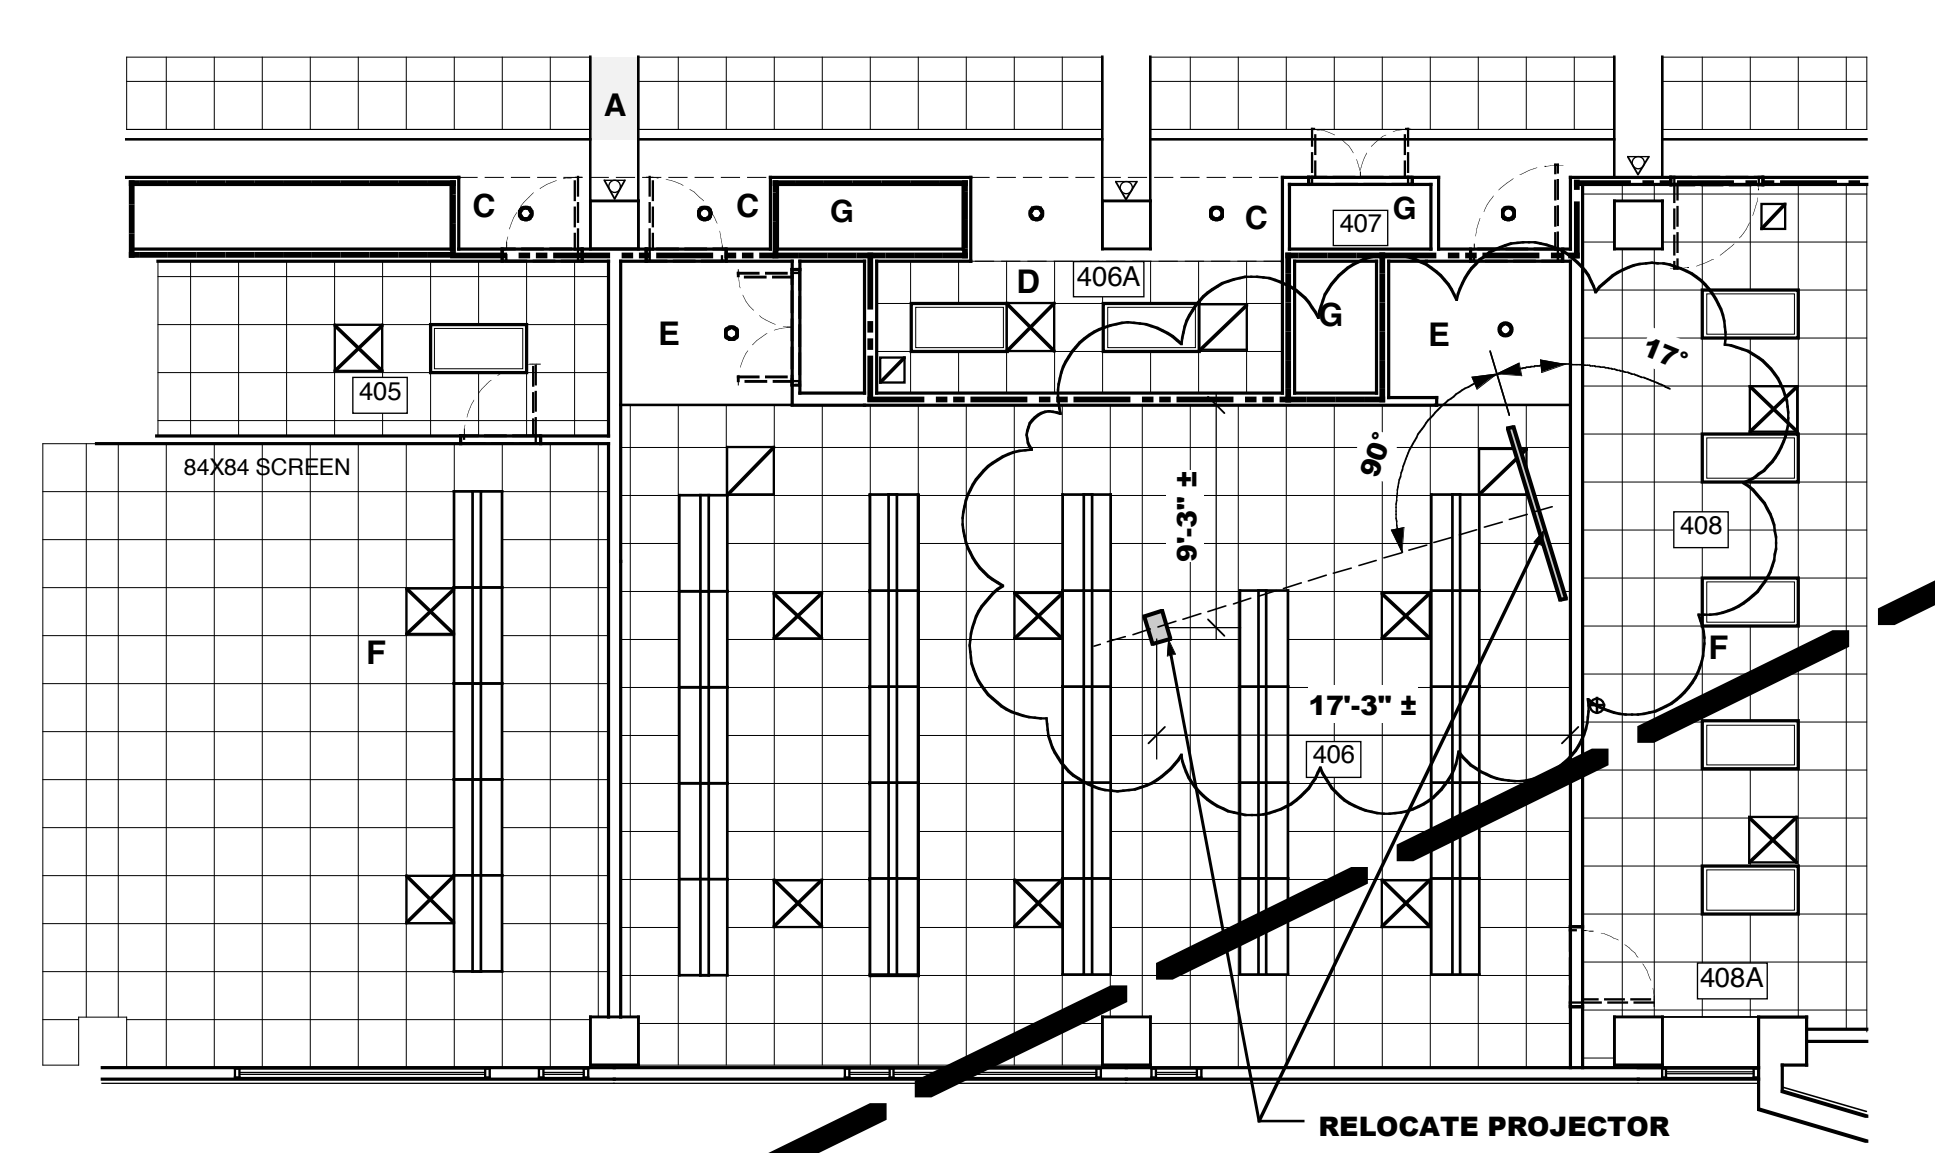 A
C
C
G
C
407
G
D
406A
E
G
E
17°
405
90°
84X84 SCREEN
9'-3" ±
408
F
F
17'-3" ±
406
408A
RELOCATE PROJECTOR